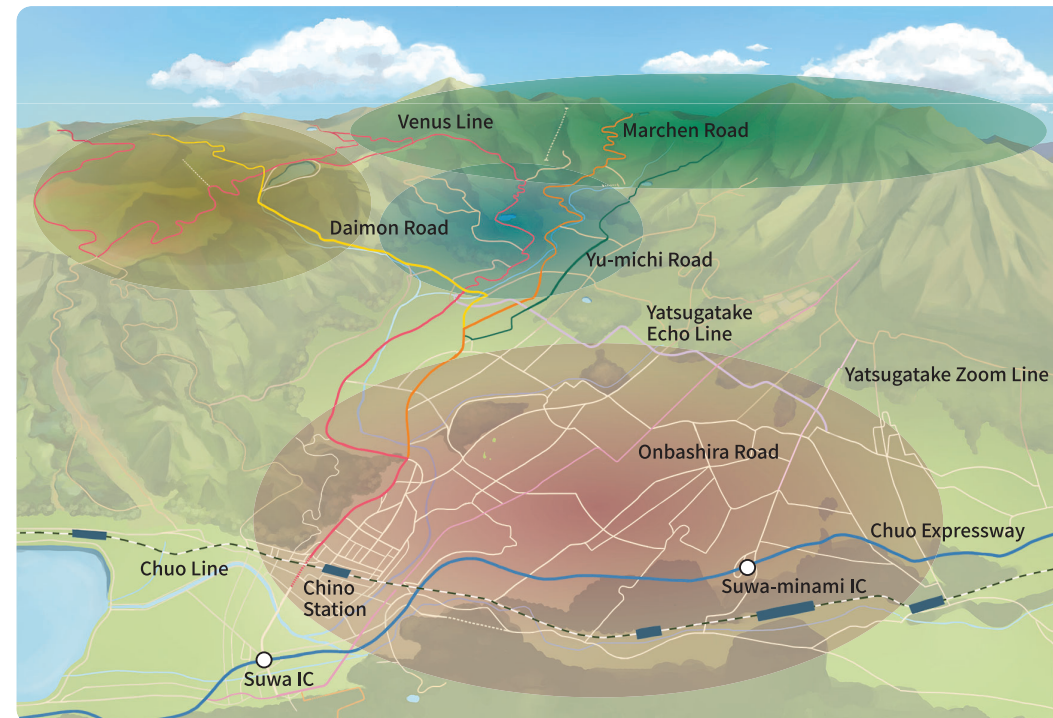 Venus Line
Marchen Road
Daimon Road
Yu-michi Road
Yatsugatake
Echo Line
Yatsugatake Zoom Line
Onbashira Road
Chuo Expressway
Chuo Line
Chino
Station
Suwa-minami IC
Suwa IC